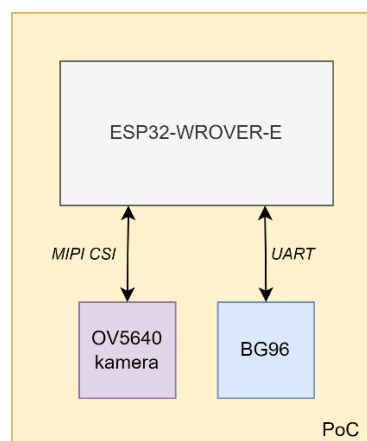 ESP32-WROVER-E
MIPI CSI
UART
OV5640
kamera
BG96
PoC